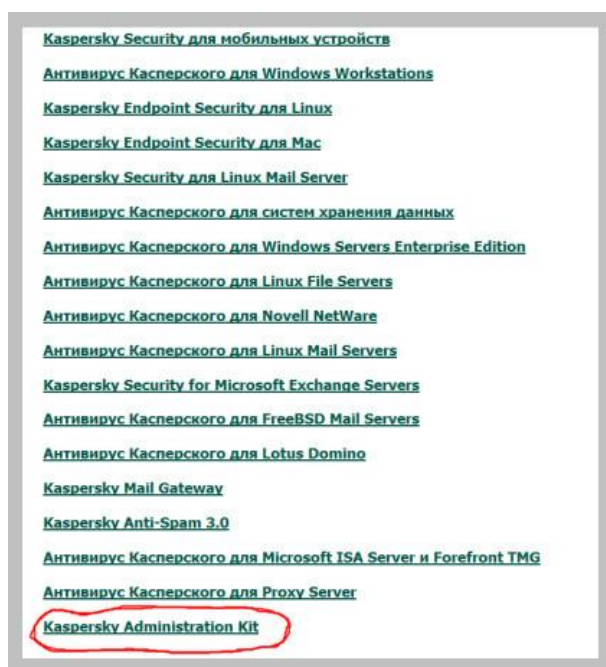 Kaspersky Security для мобильных устройств
Антивирус Касперского для Windows Workstations
Kaspersky Endpoint Security для Linux
Kaspersky Endpoint Security для Mac
Kaspersky Security для Linux Mail Server
Антивирус Касперского для систем хранения данных
Антивирус Касперского для Windows Servers Enterprise Edition
Антивирус Касперского для Linux File Servers
Антивирус Касперского для Novell NetWare
Антивирус Касперского для Linux Mail Servers
Kaspersky Security for Microsoft Exchange Servers
Антивирус Касперского для FreeBSD Mail Servers
Антивирус Касперского для Lotus Domino
Kaspersky Mail Gateway
Kaspersky Anti-Spam 3.0
Антивирус Касперского для Microsoft ISA Server и Forefront TMG
Антивирус Касперского для Proxy Server
Kaspersky Administration Kit